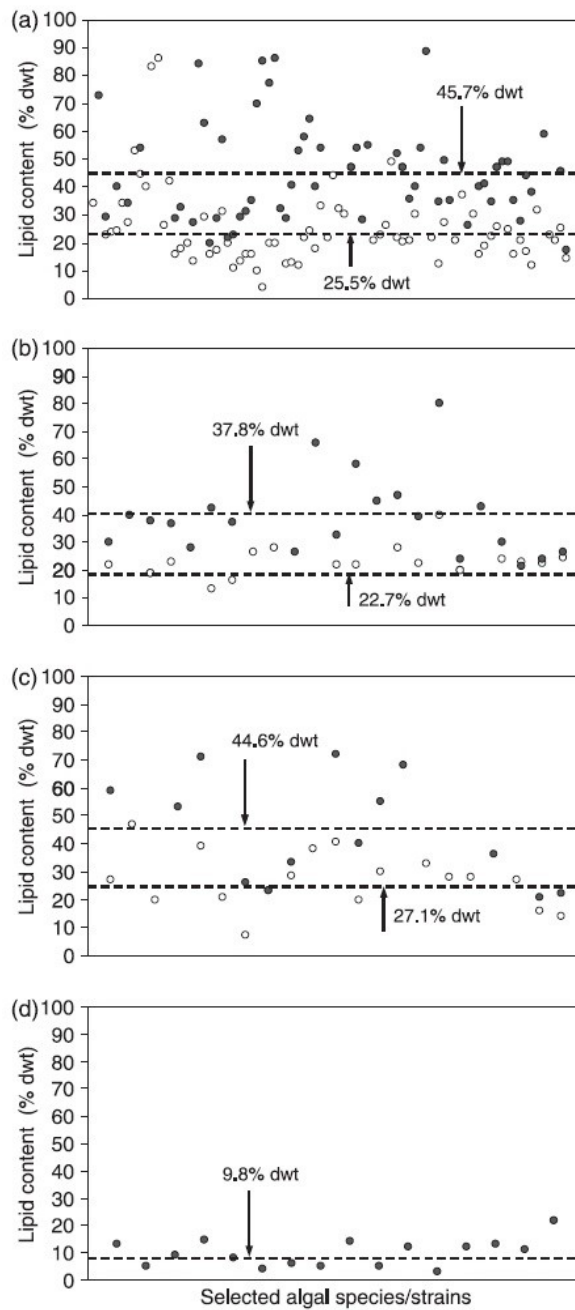 (a)
Lipid content (% dwt)
100
90
80
70
60
50
40
30
20
10
0
45.7% dwt
25.5% dwt
(b)
Lipid content (% dwt)
100
90
80
70
60
50
40
30
20
10
0
37.8% dwt
22.7% dwt
(c)
Lipid content (% dwt)
100
90
80
70
60
50
40
30
20
10
0
44.6% dwt
27.1% dwt
(d)
Lipid content (% dwt)
100
90
80
70
60
50
40
30
20
10
0
9.8% dwt
Selected algal species/strains